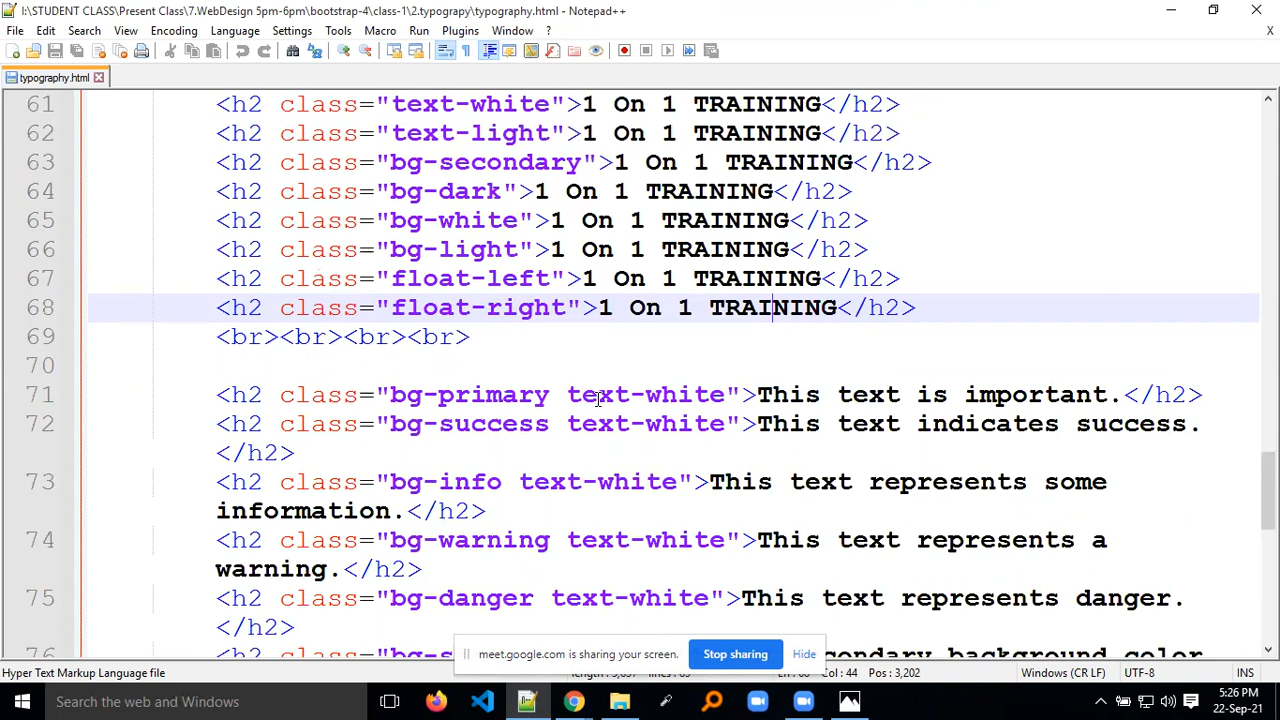 I:\STUDENT CLASS\Present Class\7.WebDesign 5pm-6pm\bootstrap-4\class-1\2.typograpy\typography.html - Notepad++
File Edit Search View Encoding Language Settings Tools Macro Run Plugins Window ?
X
typography.html
61 <h2 class="text-white">1 On 1 TRAINING</h2>
62 <h2 class="text-light">1 On 1 TRAINING</h2>
63 <h2 class="bg-secondary">1 On 1 TRAINING</h2>
64 <h2 class="bg-dark">1 On 1 TRAINING</h2>
65 <h2 class="bg-white">1 On 1 TRAINING</h2>
66 <h2 class="bg-light">1 On 1 TRAINING</h2>
67 <h2 class="float-left">1 On 1 TRAINING</h2>
68 <h2 class="float-right">1 On 1 TRAINING</h2>
69 <br><br><br><br>
70
71 <h2 class="bg-primary text-white">This text is important.</h2>
72 <h2 class="bg-success text-white">This text indicates success.
</h2>
73 <h2 class="bg-info text-white">This text represents some
information.</h2>
74 <h2 class="bg-warning text-white">This text represents a
warning.</h2>
75 <h2 class="bg-danger text-white">This text represents danger.
</h2>
76 background color
meet.google.com is sharing your screen. Stop sharing Hide
Hyper Text Markup Language file Col : 44 Pos : 3,202 Windows (CR LF) UTF-8 INS
Search the web and Windows
5:26 PM
22-Sep-21